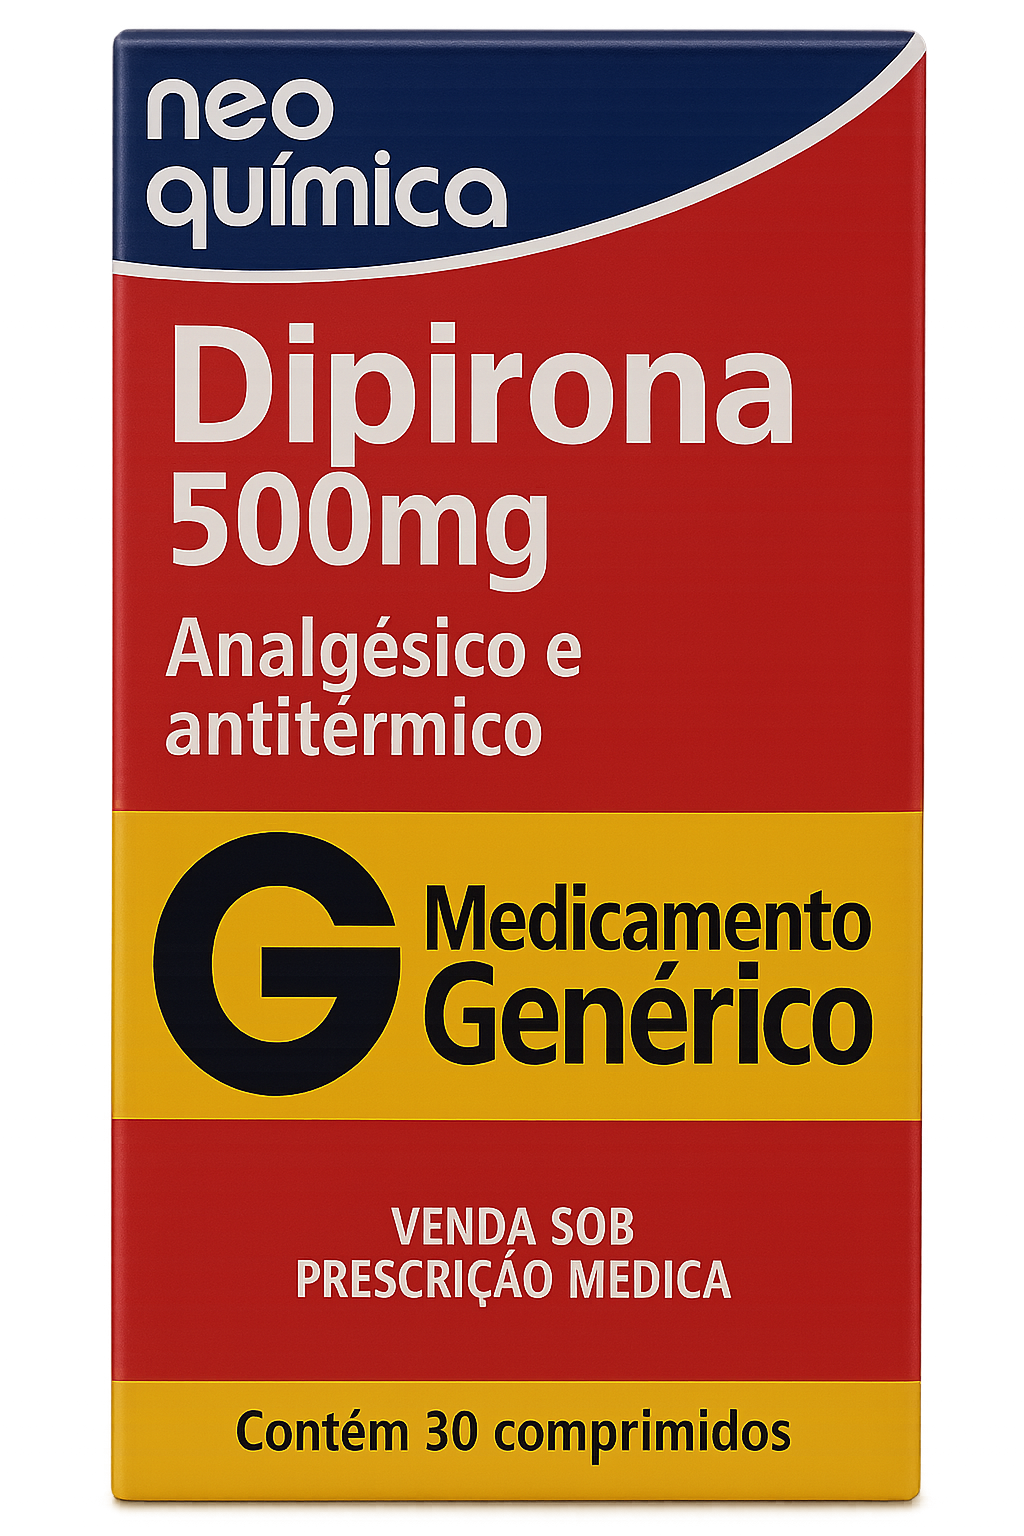 neo
química
Dipirona
500mg
Analgésico e
antitérmico
G
Medicamento
Genérico
VENDA SOB
PRESCRIÇÁO MEDICA
Contém 30 comprimidos